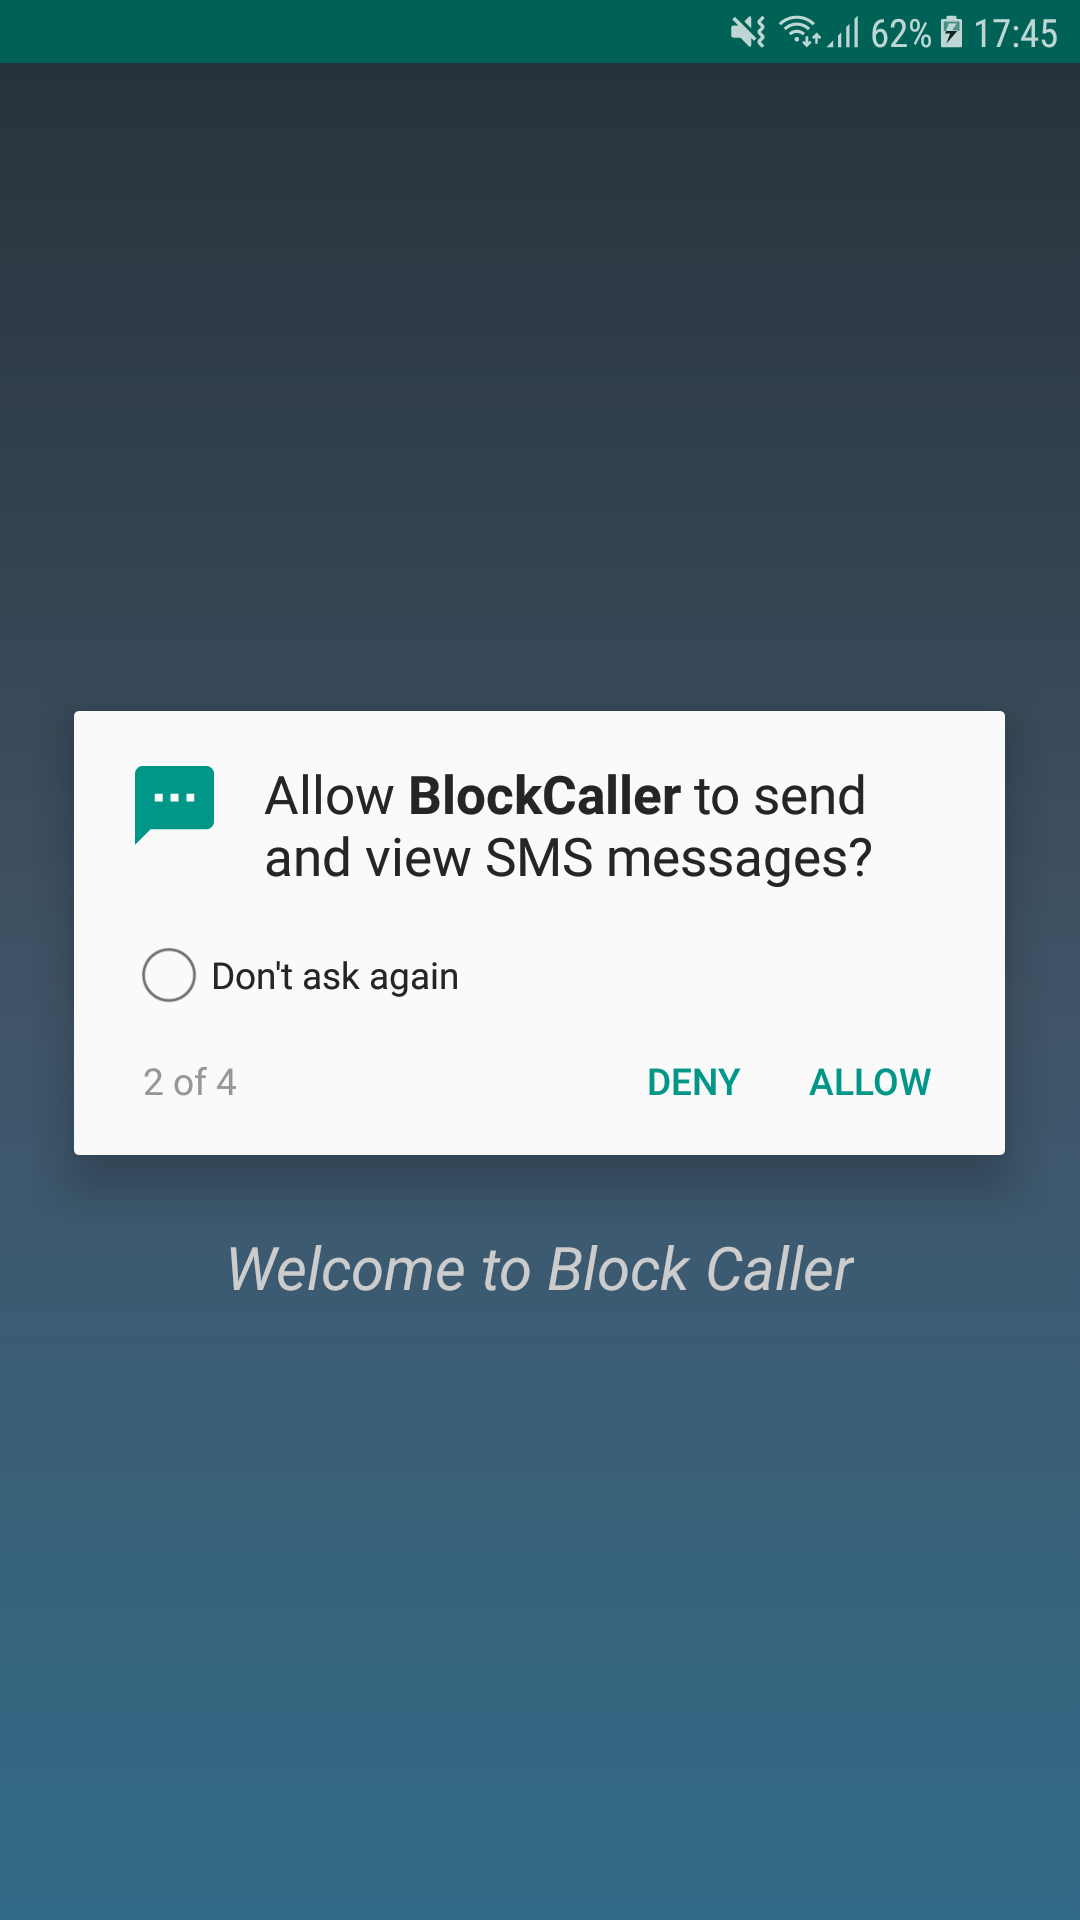 62% 17:45
Allow BlockCaller to send
and view SMS messages?
Don't ask again
2 of 4 DENY ALLOW
Welcome to Block Caller